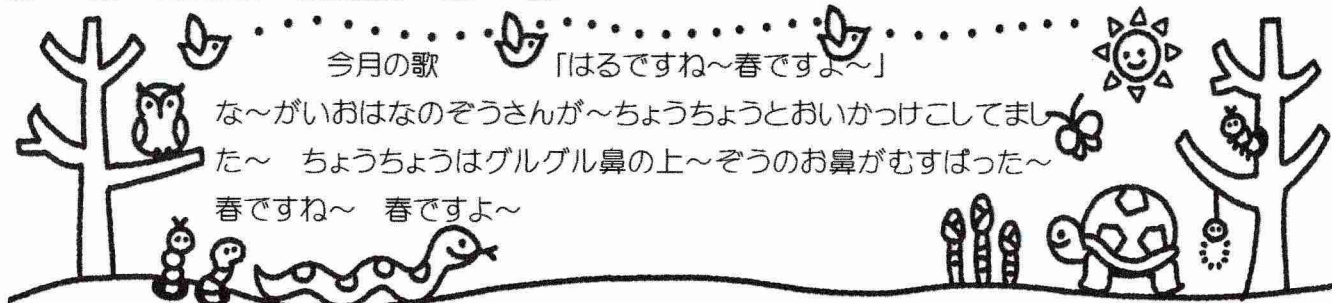 今月の歌　「はるですね～春ですよ～」
な～がいおはなのぞうさんが～ちょうちょうとおいかっけこしてまし
た～　ちょうちょうはグルグル鼻の上～ぞうのお鼻がむすばった～
春ですね～　春ですよ～